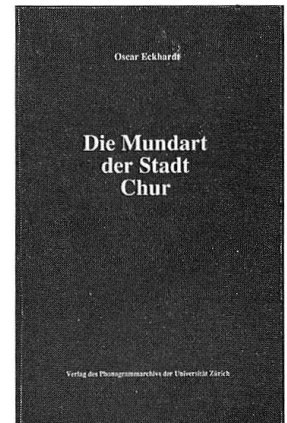 Oscar Eckhardt
Die Mundart
der Stadt
Chur
Verlag des Phonogrammarchivs der Universität Zürich